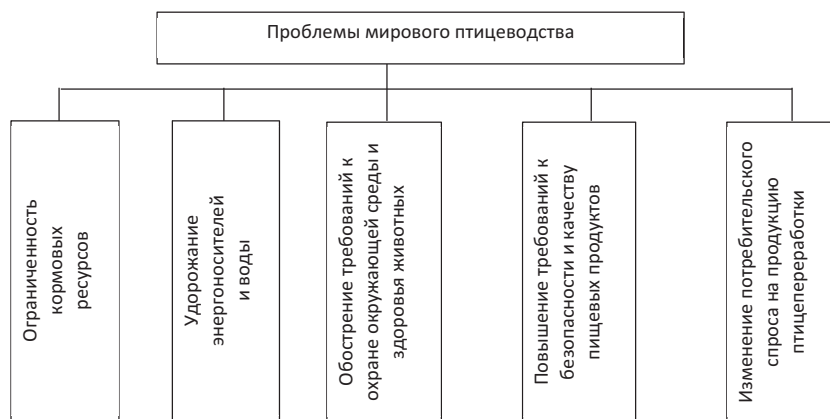 Проблемы мирового птицеводства
Ограниченность
кормовых
ресурсов
Удорожание
энергоносителей
и воды
Обострение требований к
охране окружающей среды и
здоровья животных
Повышение требований к
безопасности и качеству
пищевых продуктов
Изменение потребительского
спроса на продукцию
птицепереработки